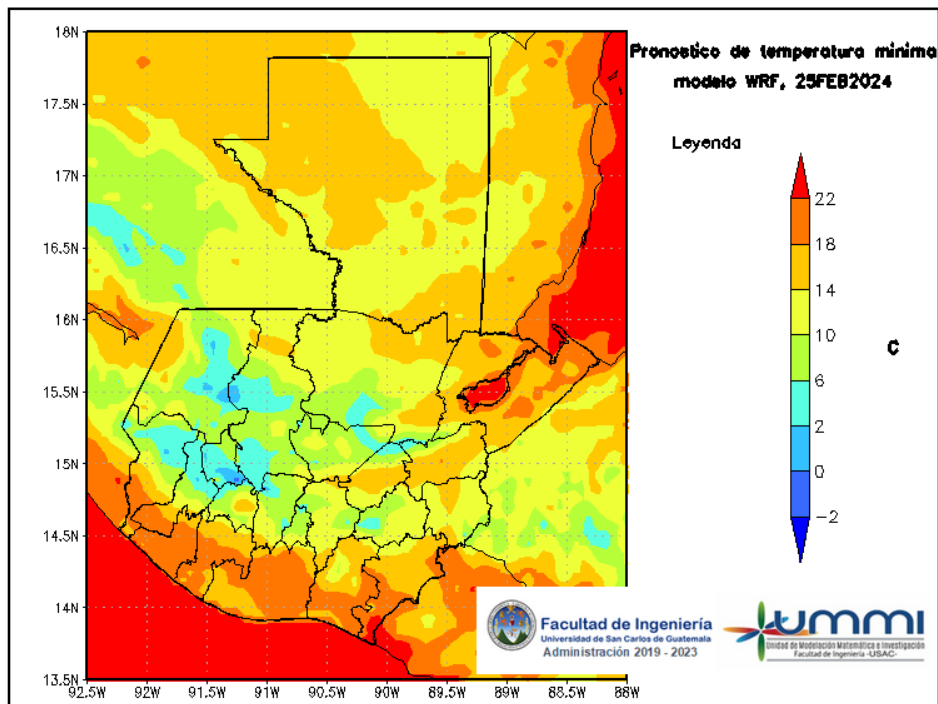 Pronostico de temperatura minima
modelo WRF, 25FEB2024
Leyenda
22
18
14
10
6
2
0
-2
C
18N
17.5N
17N
16.5N
16N
15.5N
15N
14.5N
14N
13.5N
92.5W
92W
91.5W
91W
90.5W
90W
89.5W
89W
88.5W
88W
Facultad de Ingeniería
Universidad de San Carlos de Guatemala
Administración 2019 - 2023
ummi
Unidad de Modelación Matemática e Investigación
Facultad de Ingeniería -USAC-